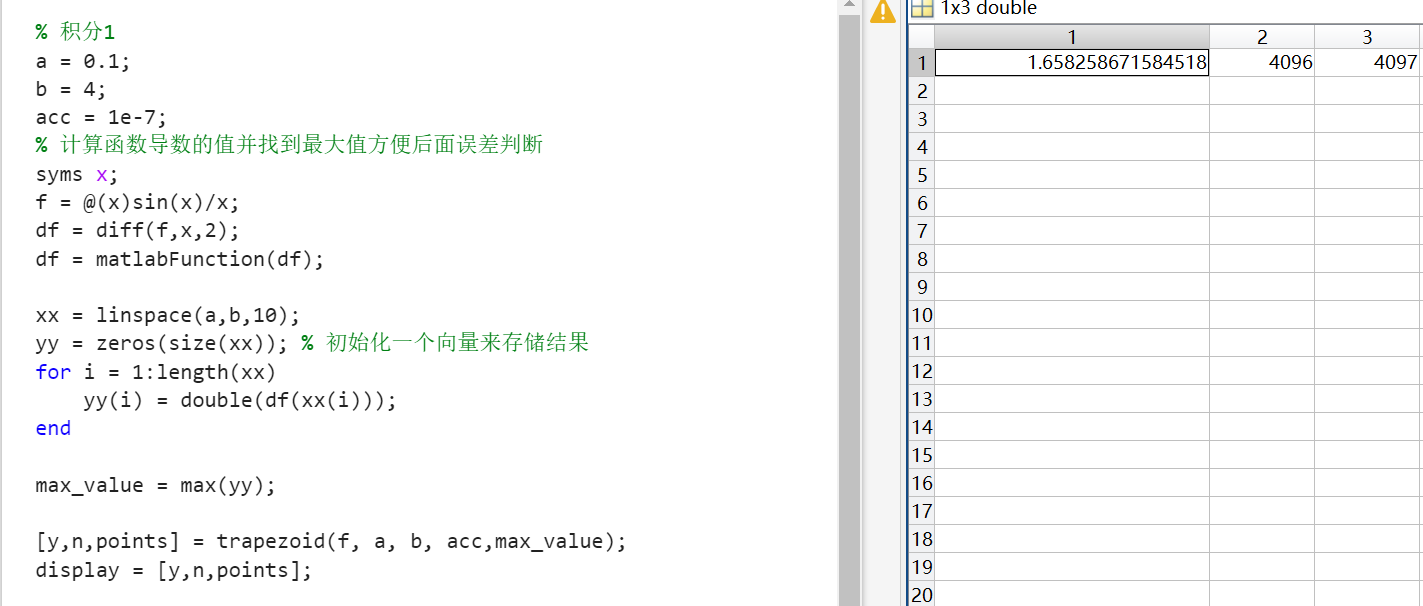 % 积分1
a = 0.1;
b = 4;
acc = 1e-7;
% 计算函数导数的值并找到最大值方便后面误差判断
syms x;
f = @(x)sin(x)/x;
df = diff(f,x,2);
df = matlabFunction(df);
xx = linspace(a,b,10);
yy = zeros(size(xx)); % 初始化一个向量来存储结果
for i = 1:length(xx)
    yy(i) = double(df(xx(i)));
end
max_value = max(yy);
[y,n,points] = trapezoid(f, a, b, acc,max_value);
display = [y,n,points];
1x3 double
1 2 3
1 1.658258671584518 4096 4097
2
3
4
5
6
7
8
9
10
11
12
13
14
15
16
17
18
19
20